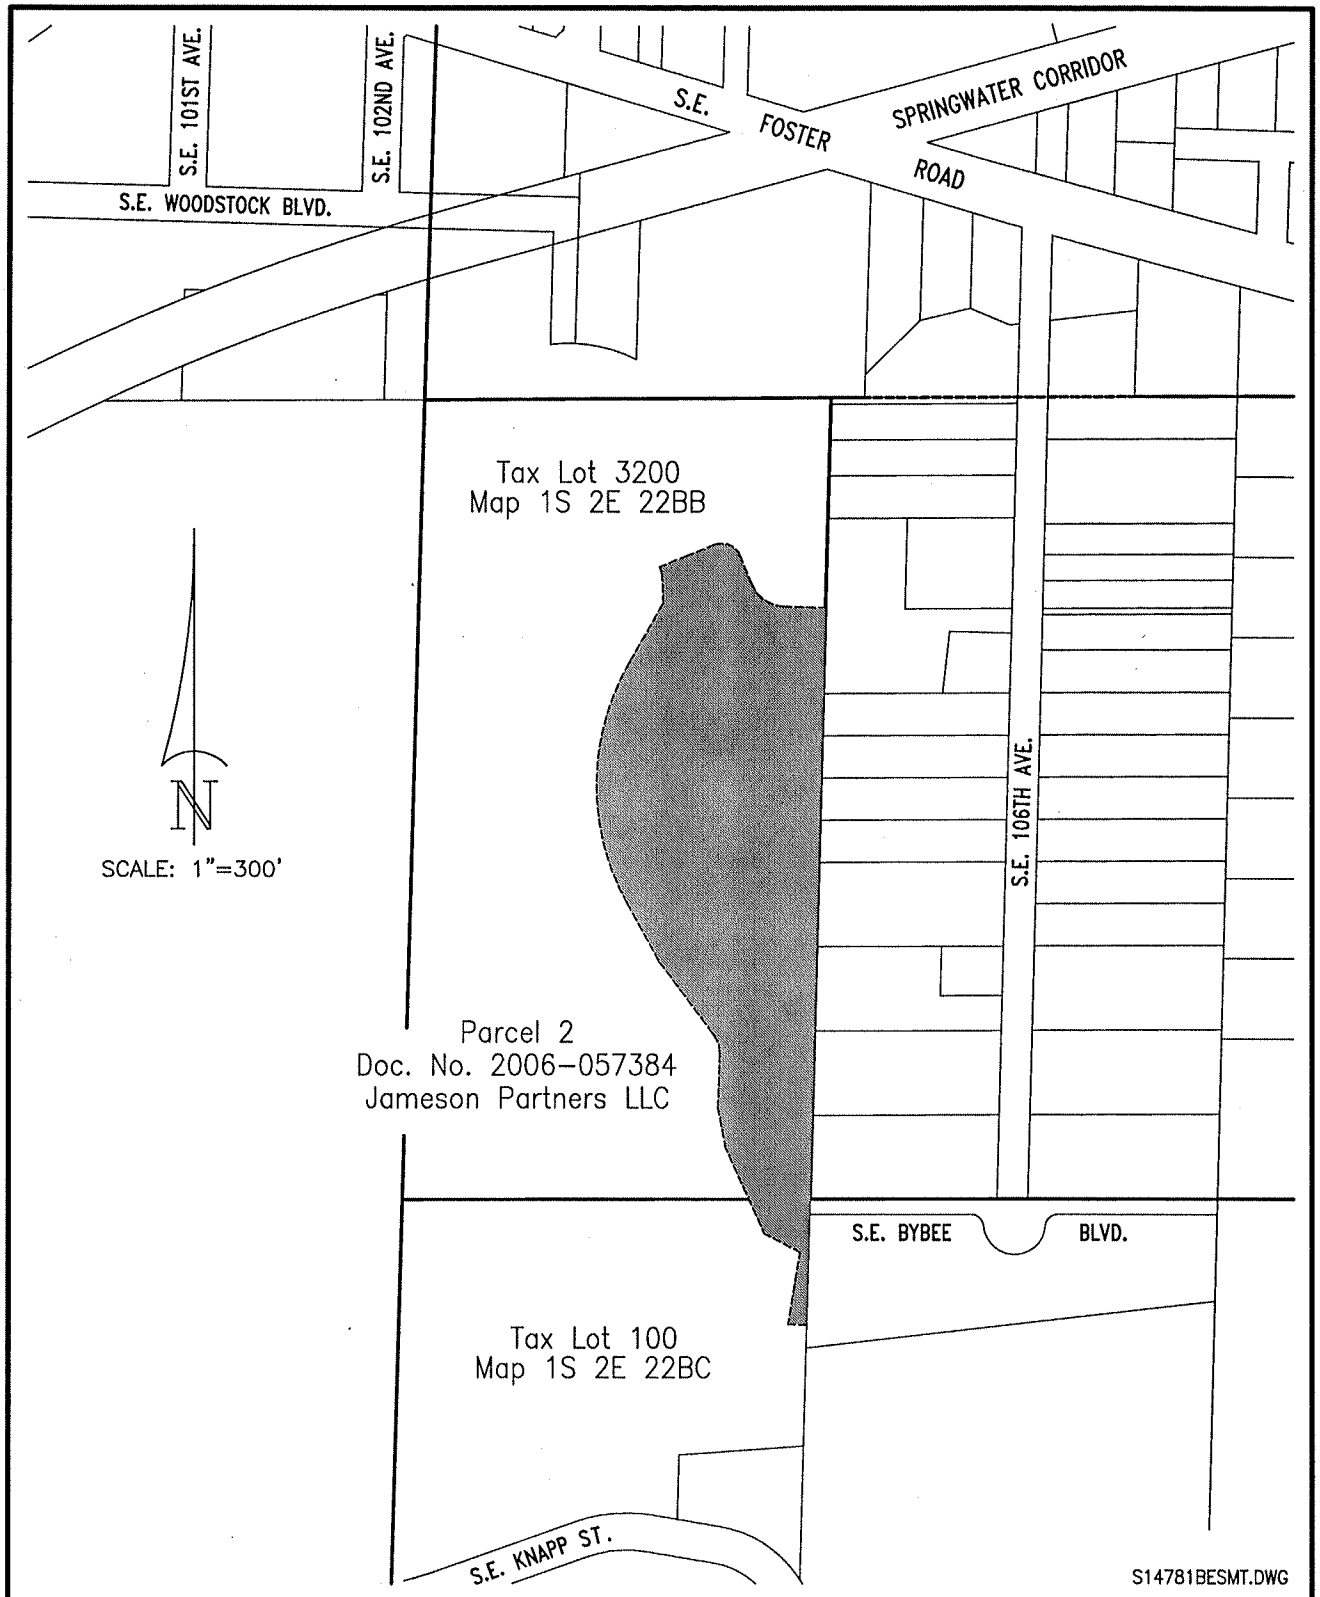 S.E. 101ST AVE.
S.E. 102ND AVE.
S.E. FOSTER ROAD
SPRINGWATER CORRIDOR
S.E. WOODSTOCK BLVD.
Tax Lot 3200
Map 1S 2E 22BB
N
SCALE: 1"=300'
S.E. 106TH AVE.
Parcel 2
Doc. No. 2006-057384
Jameson Partners LLC
S.E. BYBEE BLVD.
Tax Lot 100
Map 1S 2E 22BC
S.E. KNAPP ST.
S14781BESMT.DWG